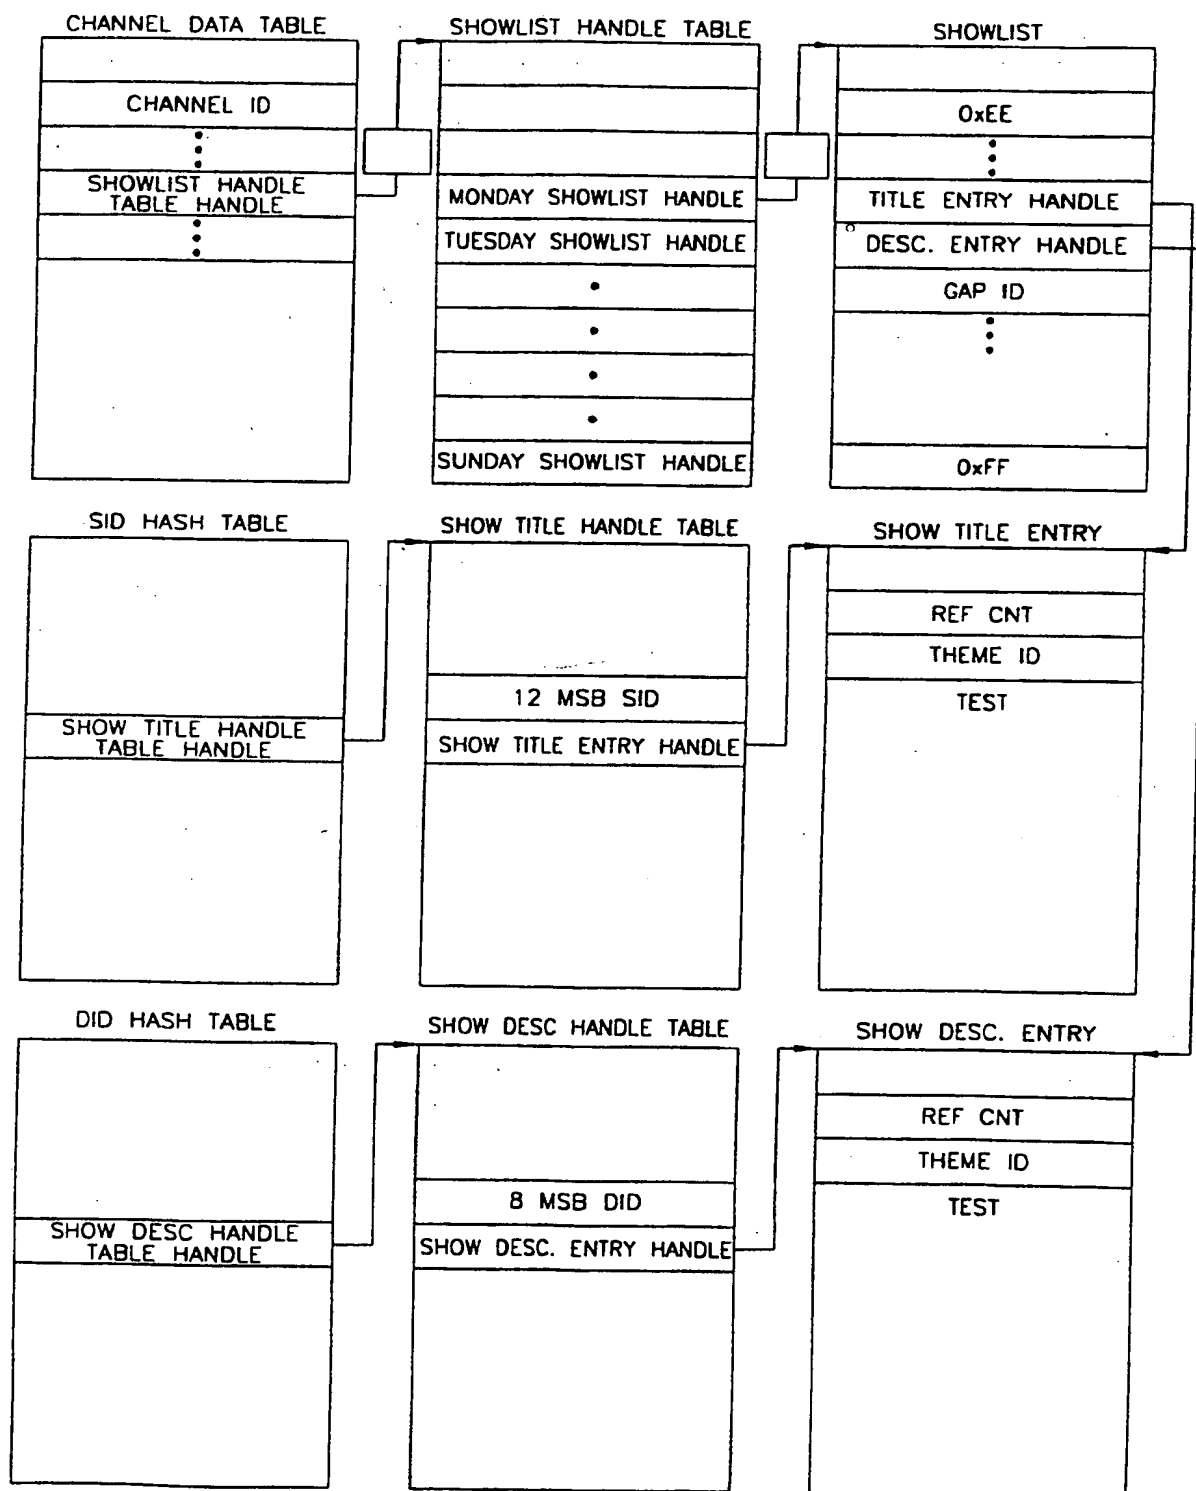 CHANNEL DATA TABLE
CHANNEL ID
SHOWLIST HANDLE
TABLE HANDLE
SHOWLIST HANDLE TABLE
MONDAY SHOWLIST HANDLE
TUESDAY SHOWLIST HANDLE
SUNDAY SHOWLIST HANDLE
SHOWLIST
0xEE
TITLE ENTRY HANDLE
DESC. ENTRY HANDLE
GAP ID
0xFF
SID HASH TABLE
SHOW TITLE HANDLE
TABLE HANDLE
SHOW TITLE HANDLE TABLE
12 MSB SID
SHOW TITLE ENTRY HANDLE
SHOW TITLE ENTRY
REF CNT
THEME ID
TEST
DID HASH TABLE
SHOW DESC HANDLE
TABLE HANDLE
SHOW DESC HANDLE TABLE
8 MSB DID
SHOW DESC. ENTRY HANDLE
SHOW DESC. ENTRY
REF CNT
THEME ID
TEST